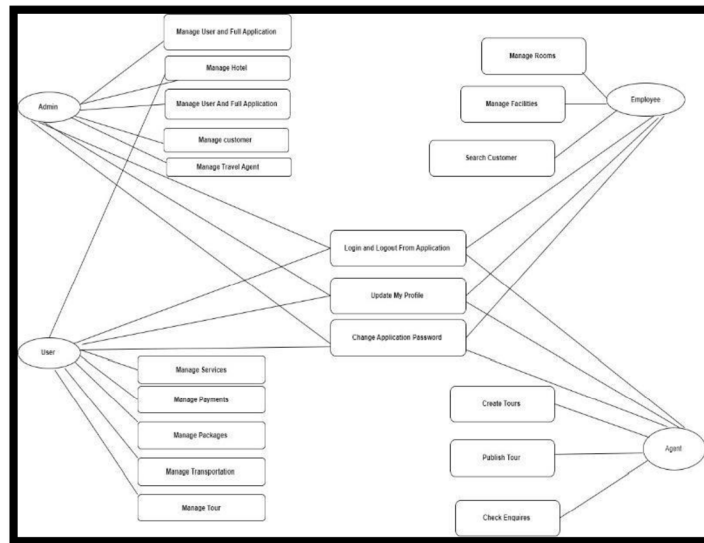 Manage User and Full Application
Manage Hotel
Manage User And Full Application
Manage customer
Manage Travel Agent
Admin
Manage Rooms
Manage Facilities
Search Customer
Employee
Login and Logout From Application
Update My Profile
Change Application Password
User
Manage Services
Manage Payments
Manage Packages
Manage Transportation
Manage Tour
Create Tours
Publish Tour
Check Enquires
Agent